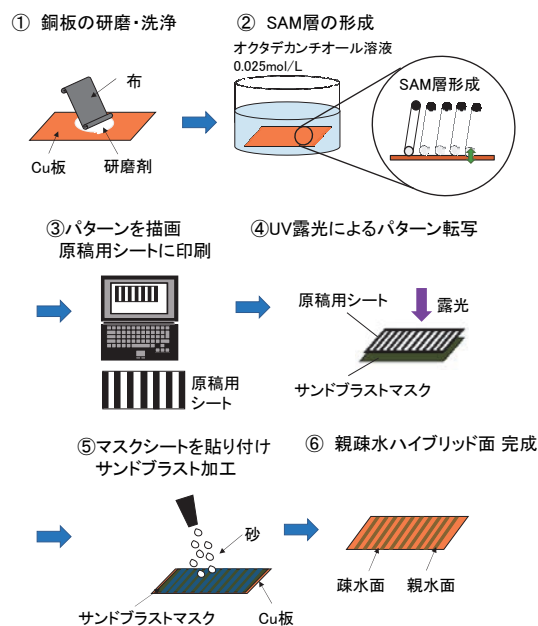 ① 銅板の研磨・洗浄
布
Cu板
研磨剤
② SAM層の形成
オクタデカンチオール溶液
0.025mol/L
SAM層形成
③パターンを描画
原稿用シートに印刷
原稿用
シート
④UV露光によるパターン転写
原稿用シート
露光
サンドブラストマスク
⑤マスクシートを貼り付け
サンドブラスト加工
砂
サンドブラストマスク
Cu板
⑥ 親疎水ハイブリッド面 完成
疎水面
親水面